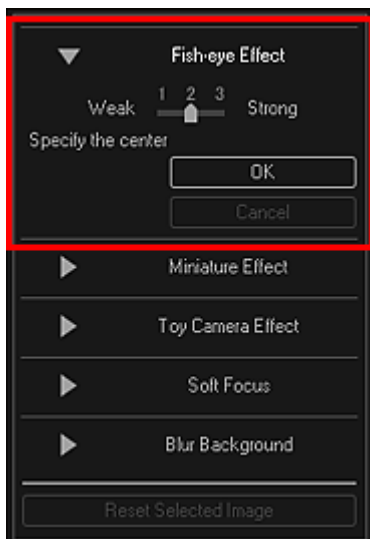 Fish-eye Effect
1 2 3
Weak Strong
Specify the center
OK
Cancel
Miniature Effect
Toy Camera Effect
Soft Focus
Blur Background
Reset Selected Image